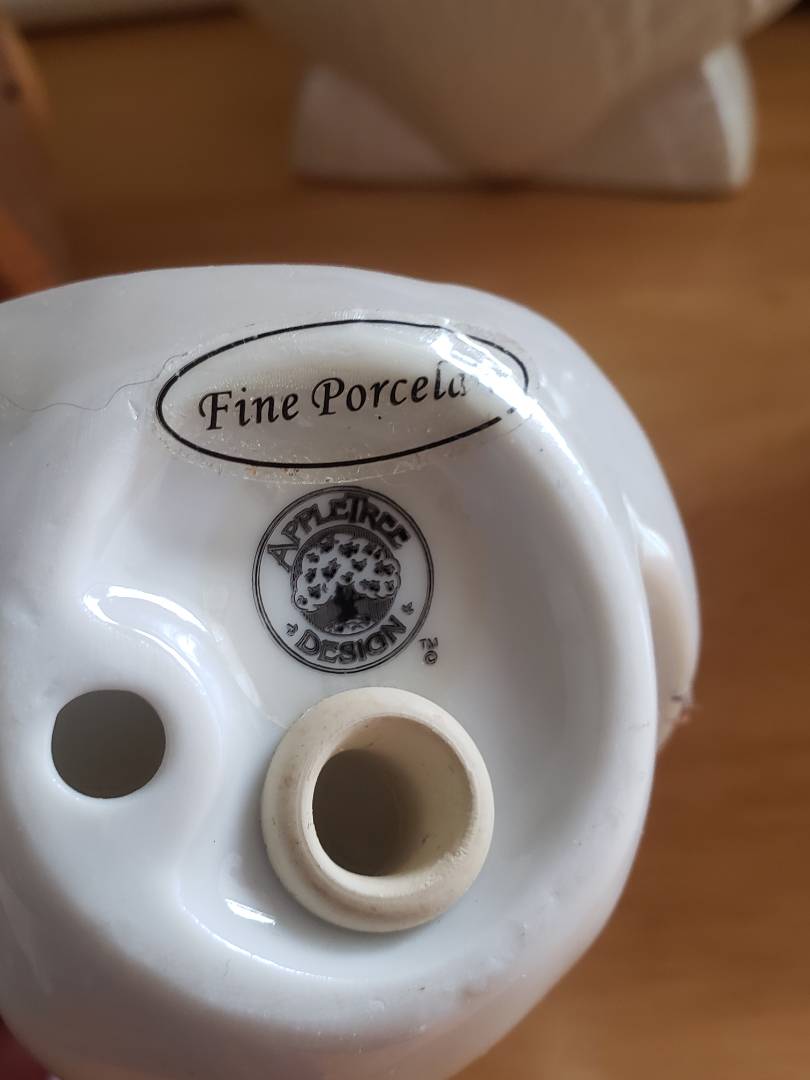 Fine Porcela
APPLETREE
DESIGN
TM
©